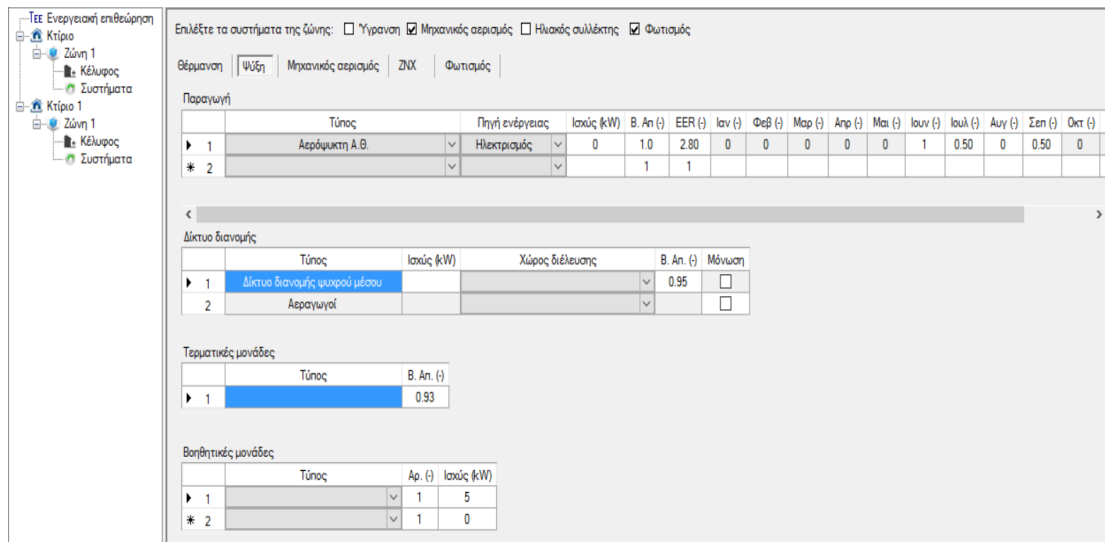 ΤΕΕ Ενεργειακή επιθεώρηση
Κτίριο
Ζώνη 1
Κέλυφος
Συστήματα
Κτίριο 1
Ζώνη 1
Κέλυφος
Συστήματα
Επιλέξτε τα συστήματα της ζώνης: Ύγρανση Μηχανικός αερισμός Ηλιακός συλλέκτης Φωτισμός
Θέρμανση Ψύξη Μηχανικός αερισμός ΖΝΧ Φωτισμός
Παραγωγή
Τύπος Πηγή ενέργειας Ισχύς (kW) Β. Απ (-) EER (-) Ιαν (-) Φεβ (-) Μαρ (-) Απρ (-) Μαι (-) Ιουν (-) Ιουλ (-) Αυγ (-) Σεπ (-) Οκτ (-)
1 Αερόψυκτη Α.Θ. Ηλεκτρισμός 0 1.0 2.80 0 0 0 0 0 1 0.50 0 0.50 0
2 1 1
Δίκτυο διανομής
Τύπος Ισχύς (kW) Χώρος διέλευσης Β. Απ. (-) Μόνωση
1 Δίκτυο διανομής ψυχρού μέσου 0.95
2 Αεραγωγοί
Τερματικές μονάδες
Τύπος Β. Απ. (-)
1 0.93
Βοηθητικές μονάδες
Τύπος Αρ. (-) Ισχύς (kW)
1 1 5
2 1 0